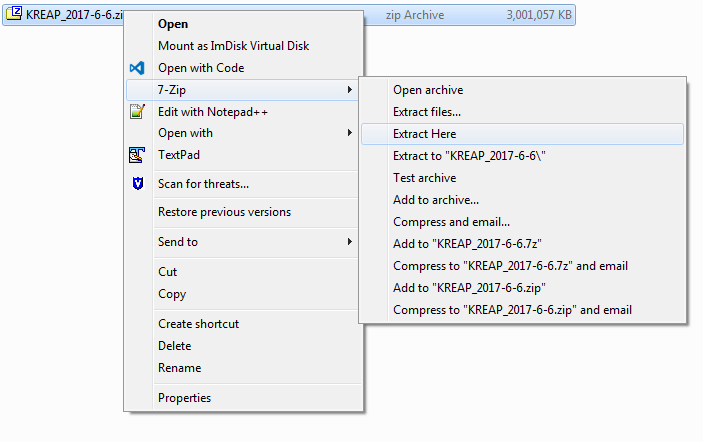 KREAP_2017-6-6.zi zip Archive 3,001,057 KB
Open
Mount as ImDisk Virtual Disk
Open with Code
7-Zip
Edit with Notepad++
Open with
TextPad
Scan for threats...
Restore previous versions
Send to
Cut
Copy
Create shortcut
Delete
Rename
Properties
Open archive
Extract files...
Extract Here
Extract to "KREAP_2017-6-6\"
Test archive
Add to archive...
Compress and email...
Add to "KREAP_2017-6-6.7z"
Compress to "KREAP_2017-6-6.7z" and email
Add to "KREAP_2017-6-6.zip"
Compress to "KREAP_2017-6-6.zip" and email